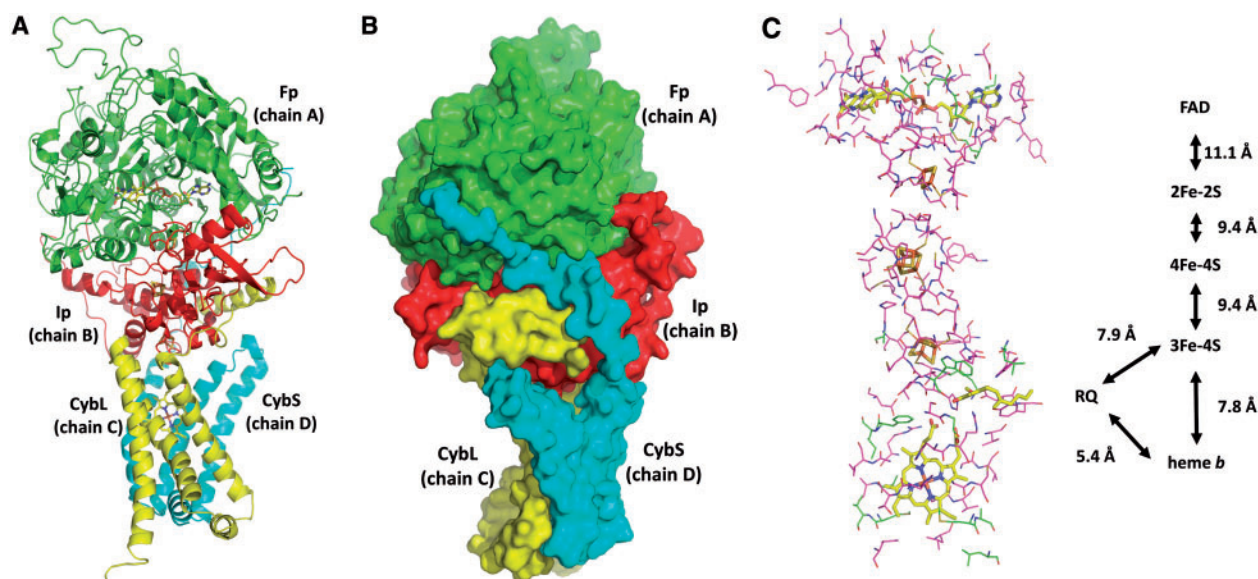 A
Fp
(chain A)
Ip
(chain B)
CybL
(chain C)
CybS
(chain D)
B
Fp
(chain A)
Ip
(chain B)
CybL
(chain C)
CybS
(chain D)
C
FAD
11.1 Å
2Fe-2S
9.4 Å
4Fe-4S
9.4 Å
7.9 Å
3Fe-4S
RQ
7.8 Å
5.4 Å
heme b